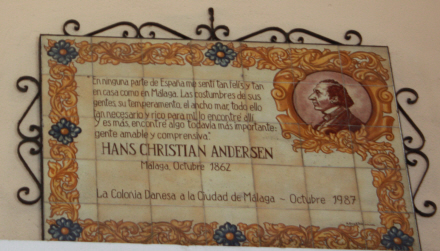 En ninguna parte de España me sentí tan feliz y tan
en casa como en Málaga. Las costumbres de sus
gentes, su temperamento, el ancho mar, todo ello
tan necesario y rico para mí, lo encontré allí
y es más, encontré algo todavía más importante:
gente amable y comprensiva.
HANS CHRISTIAN ANDERSEN
Málaga, Octubre 1862
La Colonia Danesa a la Ciudad de Málaga - Octubre 1987